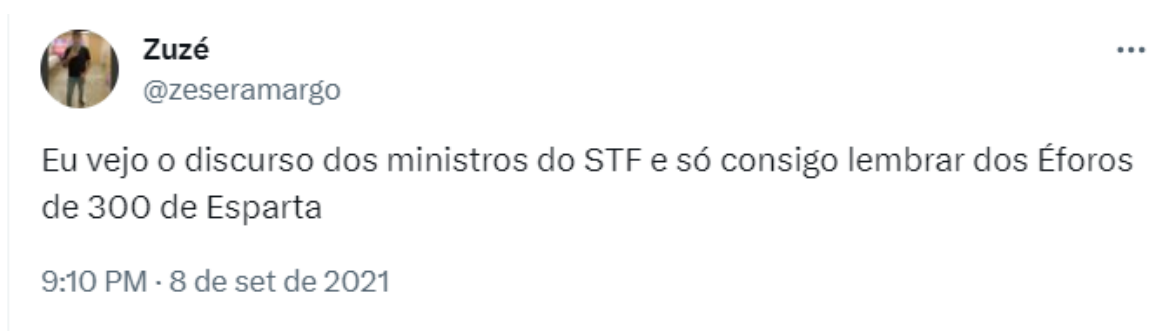 Zuzé
@zeseramargo
Eu vejo o discurso dos ministros do STF e só consigo lembrar dos Éforos
de 300 de Esparta
9:10 PM · 8 de set de 2021